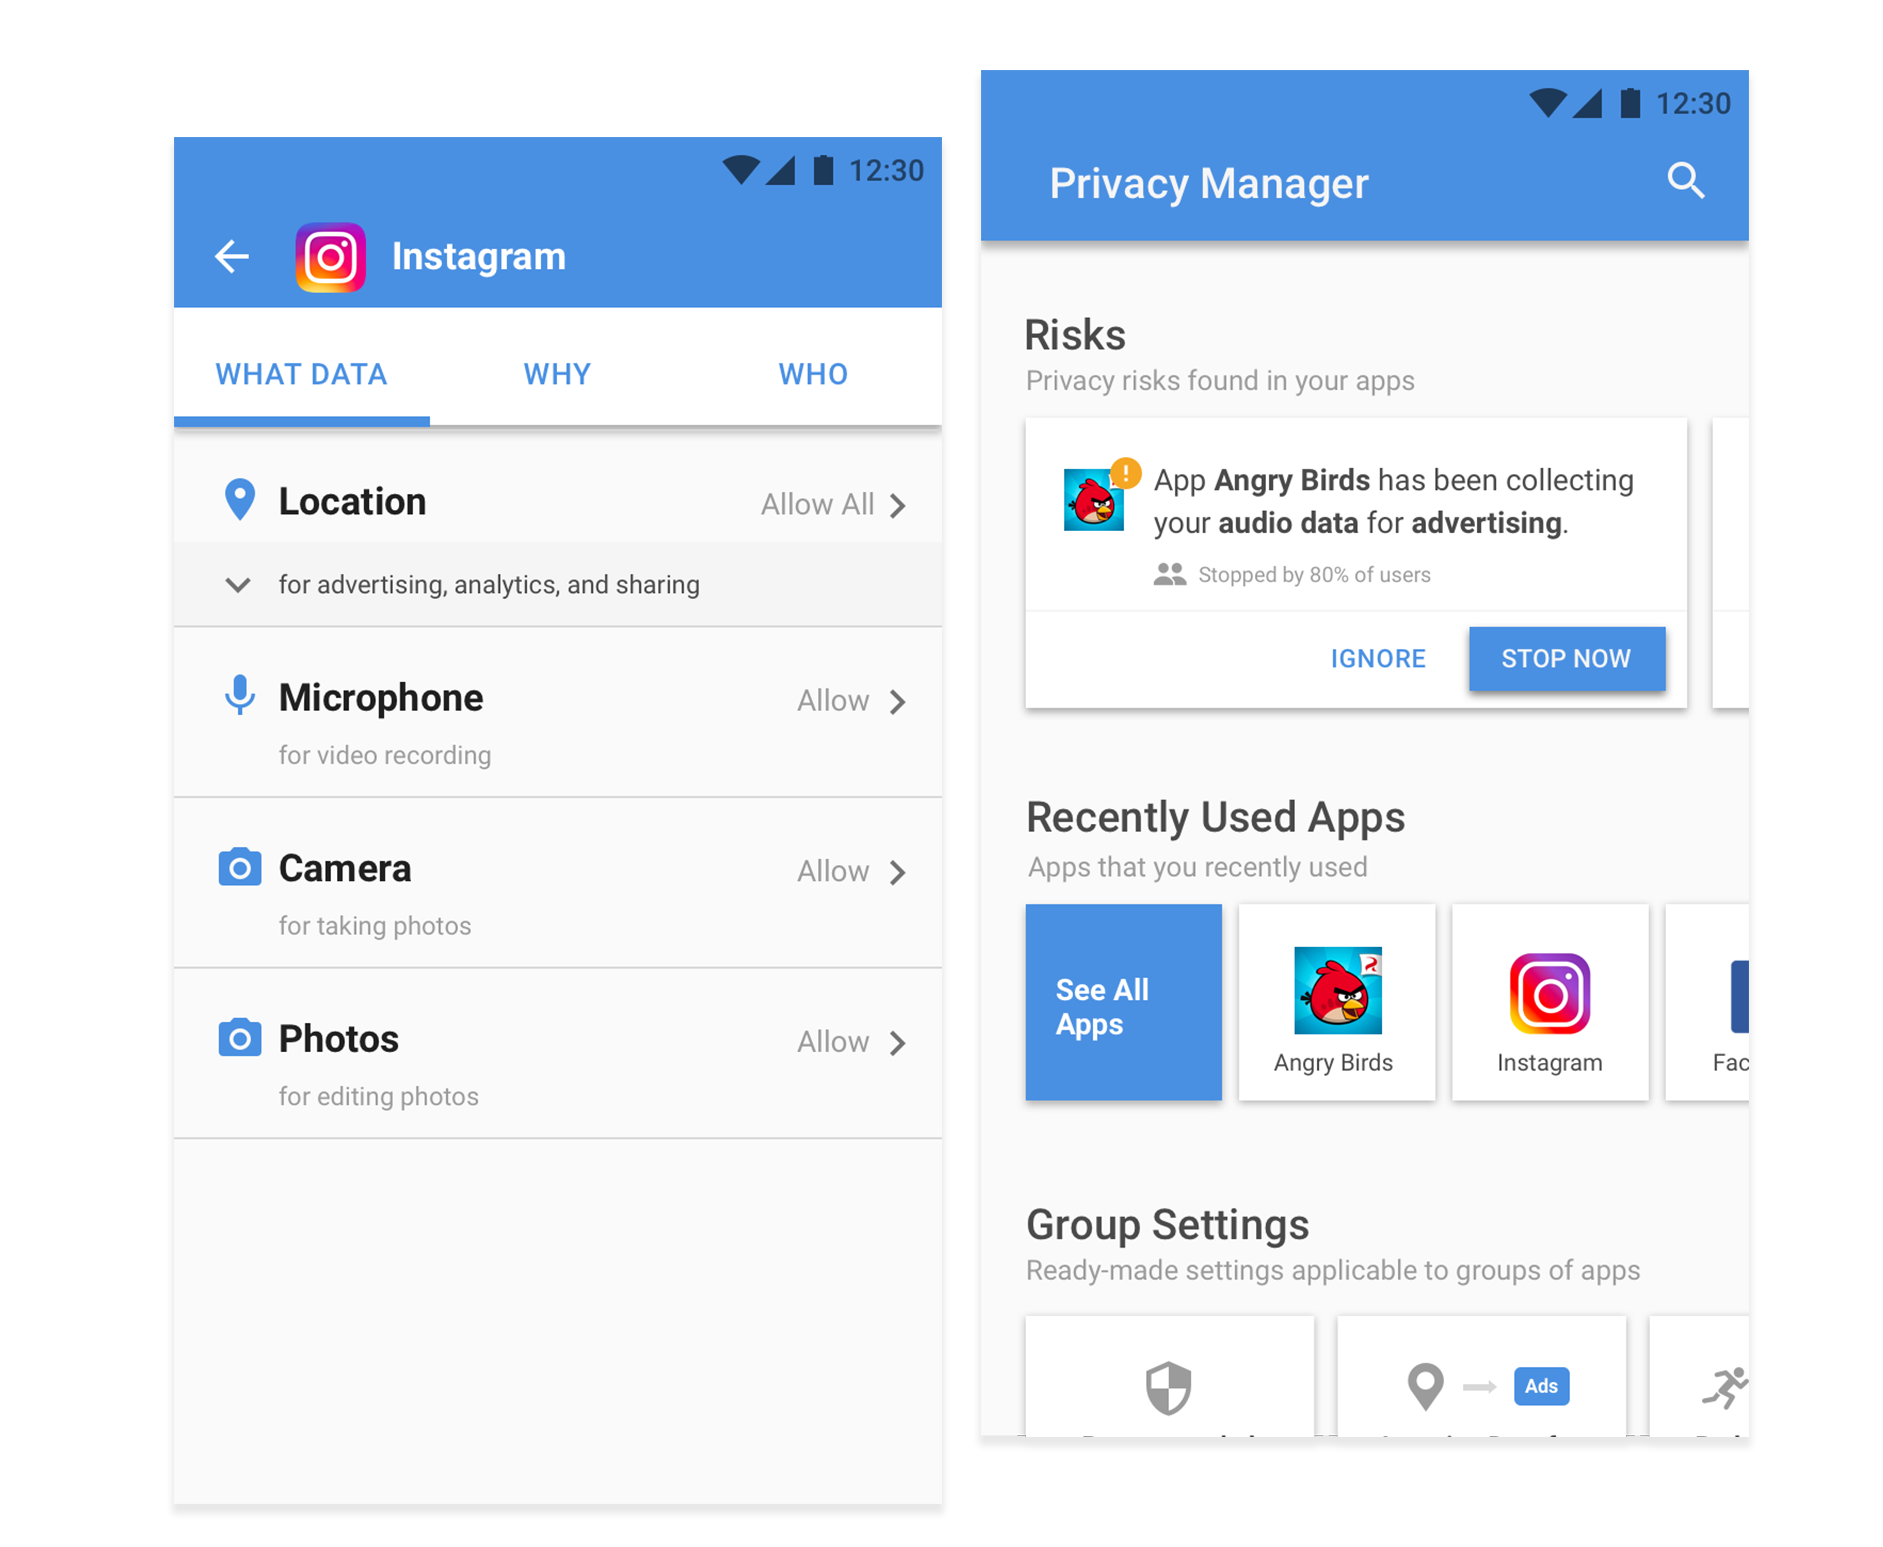 12:30
Instagram
WHAT DATA
WHY
WHO
Location
Allow All
for advertising, analytics, and sharing
Microphone
Allow
for video recording
Camera
Allow
for taking photos
Photos
Allow
for editing photos
12:30
Privacy Manager
Risks
Privacy risks found in your apps
App Angry Birds has been collecting
your audio data for advertising.
Stopped by 80% of users
IGNORE
STOP NOW
Recently Used Apps
Apps that you recently used
See All
Apps
Angry Birds
Instagram
Fac
Group Settings
Ready-made settings applicable to groups of apps
Ads